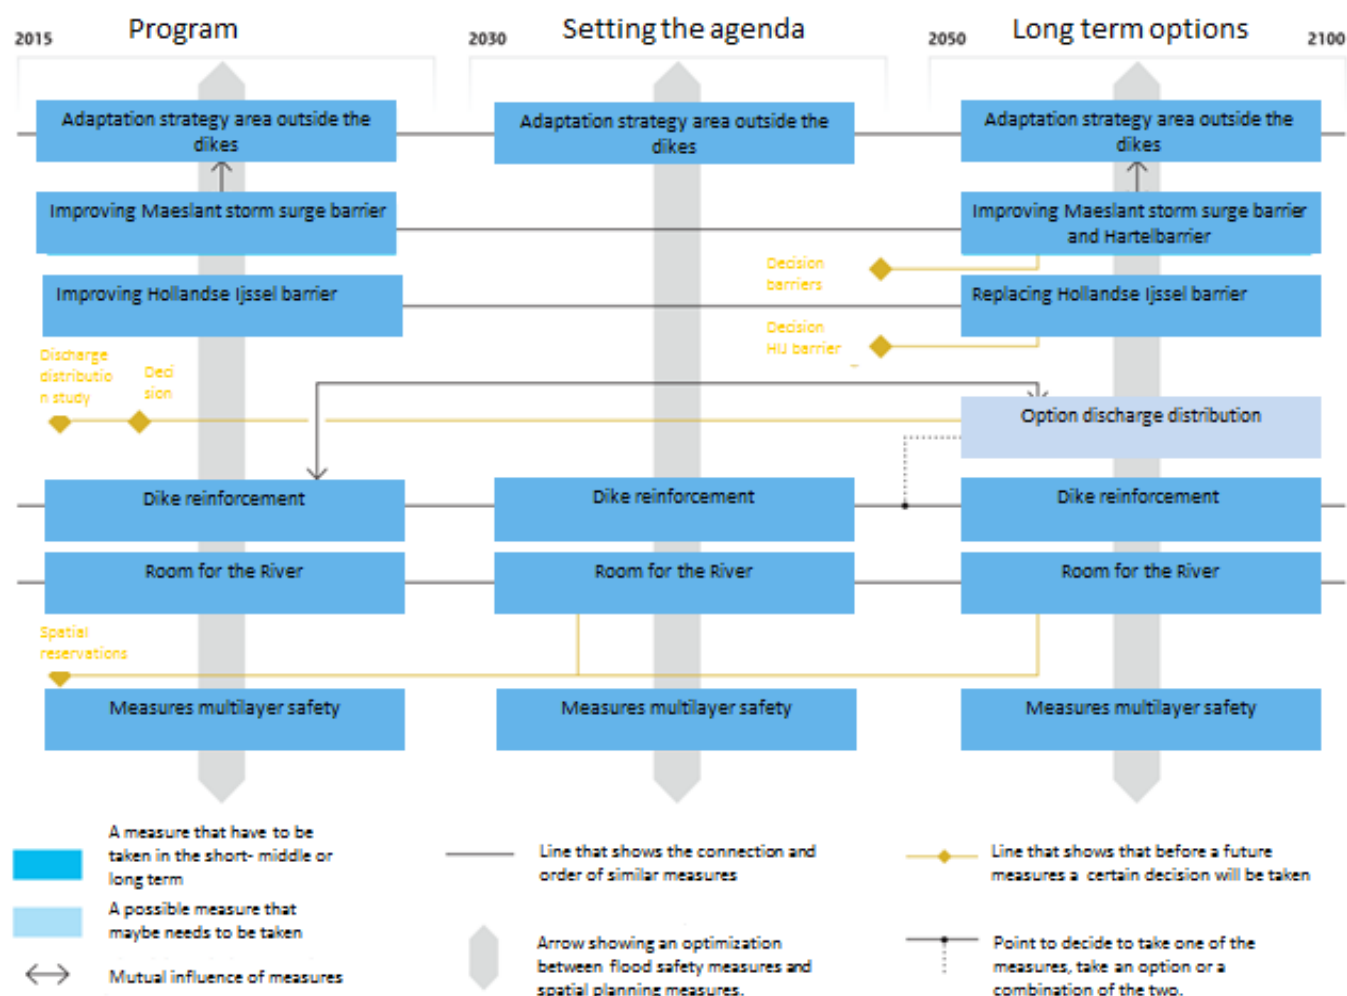 Program
Setting the agenda
Long term options
2015
2030
2050
2100
Adaptation strategy area outside the
dikes
Adaptation strategy area outside the
dikes
Adaptation strategy area outside the
dikes
Improving Maeslant storm surge barrier
Improving Maeslant storm surge barrier
and Hartelbarrier
Decision
barriers
Improving Hollandse Ijssel barrier
Replacing Hollandse Ijssel barrier
Decision
HIJ barrier
Discharge
distributio
n study
Deci
sion
Option discharge distribution
Dike reinforcement
Dike reinforcement
Dike reinforcement
Room for the River
Room for the River
Room for the River
Spatial
reservations
Measures multilayer safety
Measures multilayer safety
Measures multilayer safety
A measure that have to be
taken in the short- middle or
long term
A possible measure that
maybe needs to be taken
Mutual influence of measures
Line that shows the connection and
order of similar measures
Arrow showing an optimization
between flood safety measures and
spatial planning measures.
Line that shows that before a future
measures a certain decision will be taken
Point to decide to take one of the
measures, take an option or a
combination of the two.